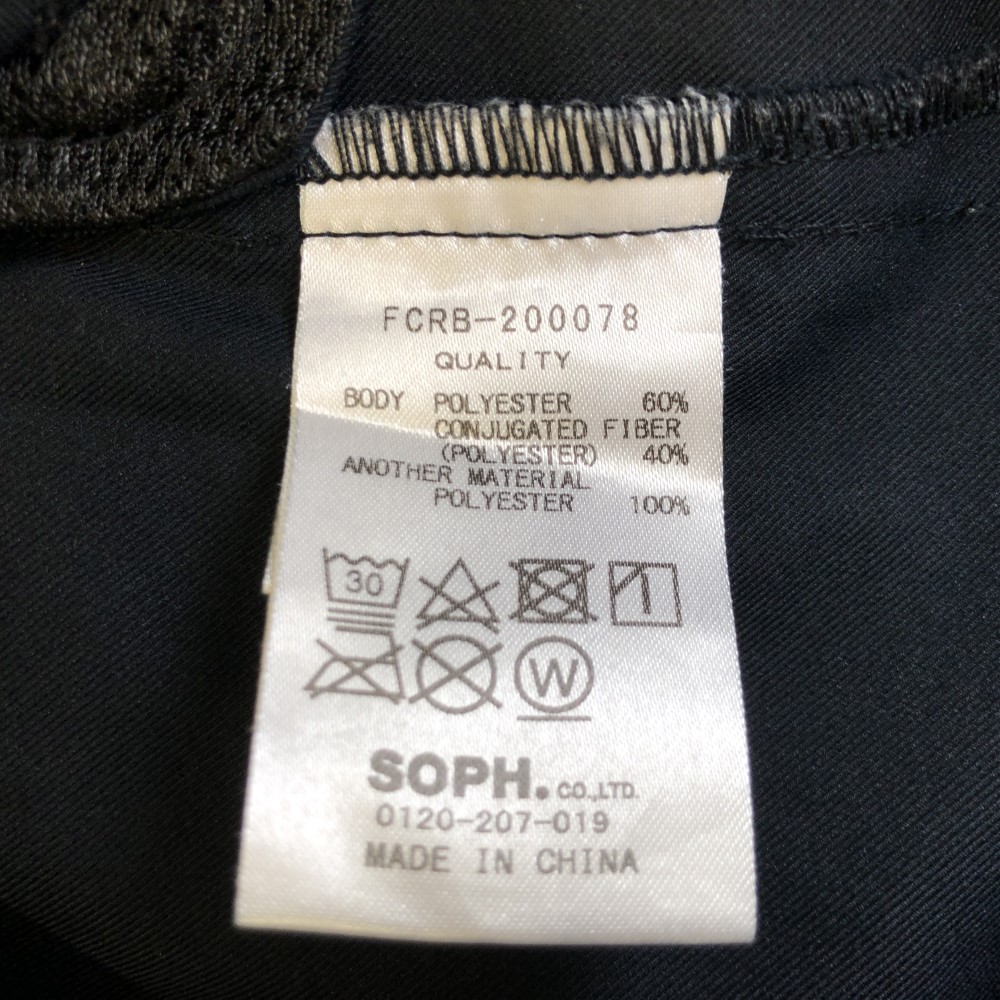 FCRB-200078
QUALITY
BODY POLYESTER 60%
CONJUGATED FIBER
(POLYESTER) 40%
ANOTHER MATERIAL
POLYESTER 100%
30
W
SOPH. CO.,LTD.
0120-207-019
MADE IN CHINA